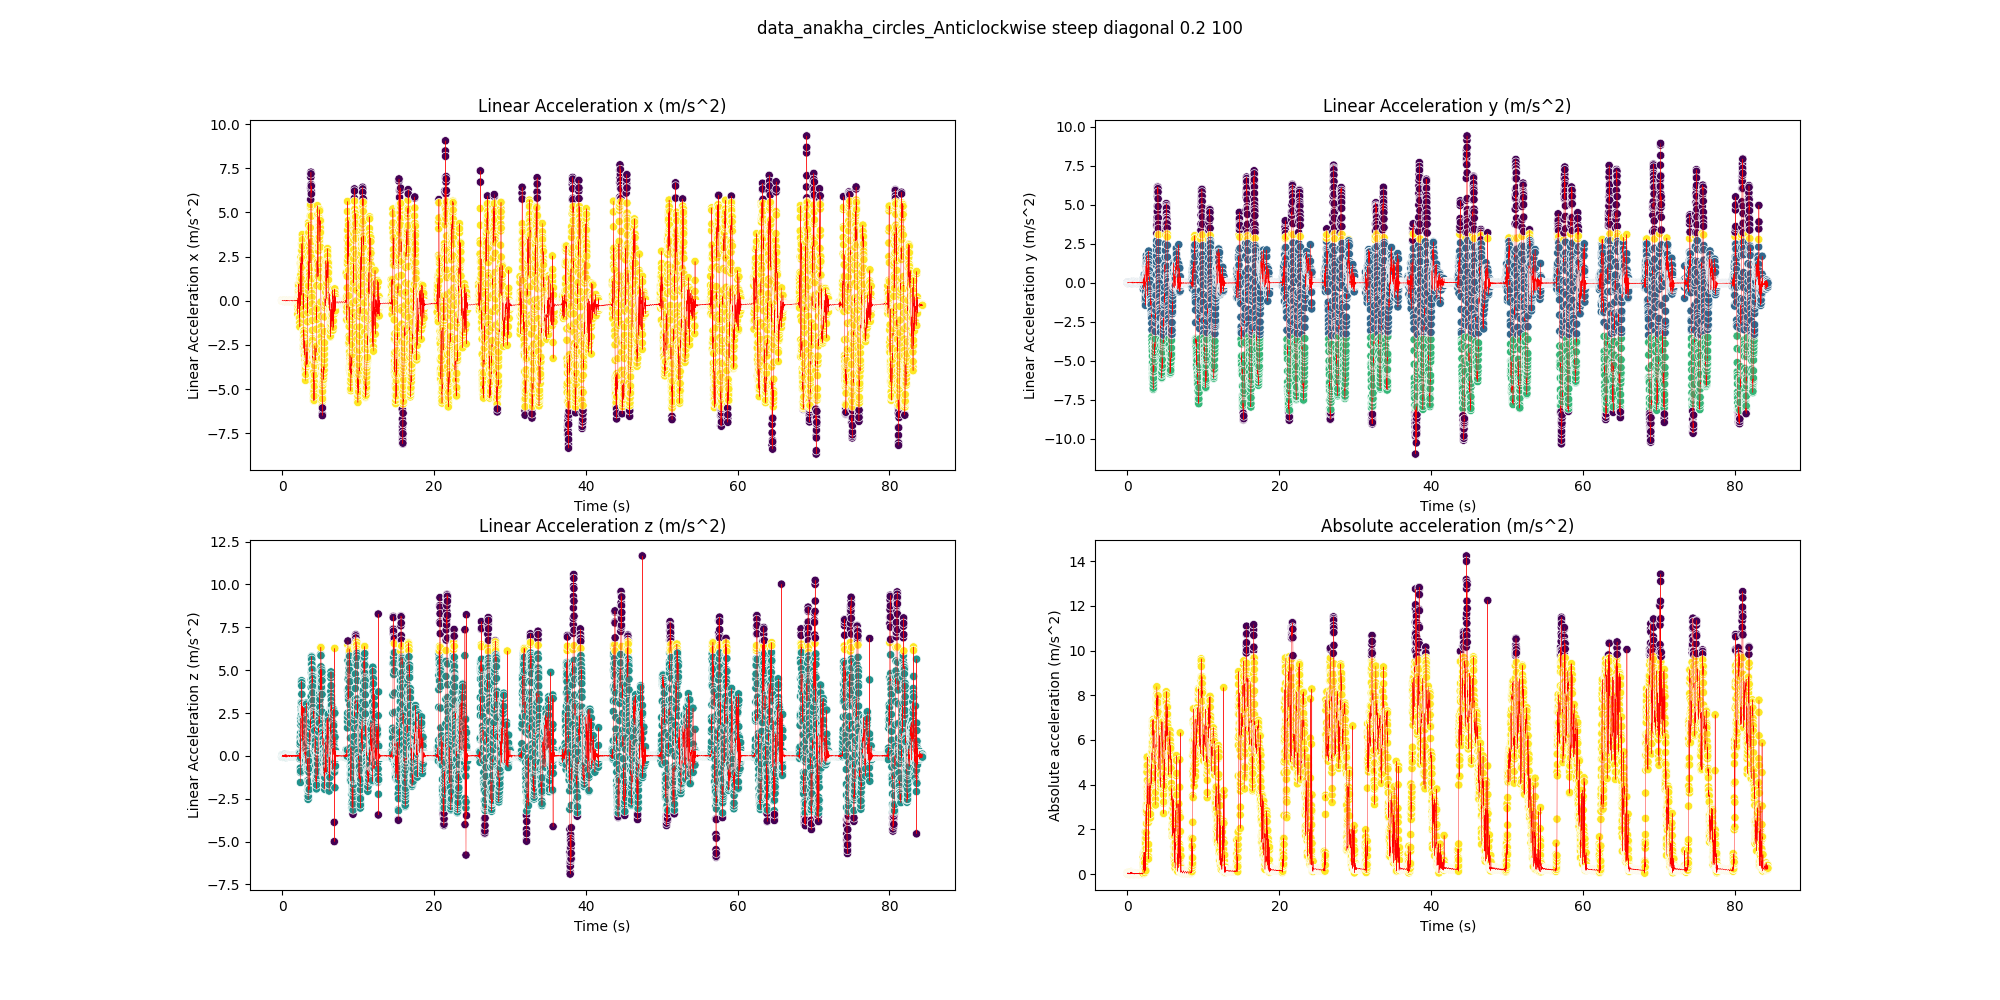 data_anakha_circles_Anticlockwise steep diagonal 0.2 100
Linear Acceleration x (m/s^2)
Linear Acceleration x (m/s^2)
10.0
7.5
5.0
2.5
0.0
−2.5
−5.0
−7.5
0 20 40 60 80
Time (s)
Linear Acceleration y (m/s^2)
Linear Acceleration y (m/s^2)
10.0
7.5
5.0
2.5
0.0
−2.5
−5.0
−7.5
−10.0
0 20 40 60 80
Time (s)
Linear Acceleration z (m/s^2)
Linear Acceleration z (m/s^2)
12.5
10.0
7.5
5.0
2.5
0.0
−2.5
−5.0
−7.5
0 20 40 60 80
Time (s)
Absolute acceleration (m/s^2)
Absolute acceleration (m/s^2)
14
12
10
8
6
4
2
0
0 20 40 60 80
Time (s)